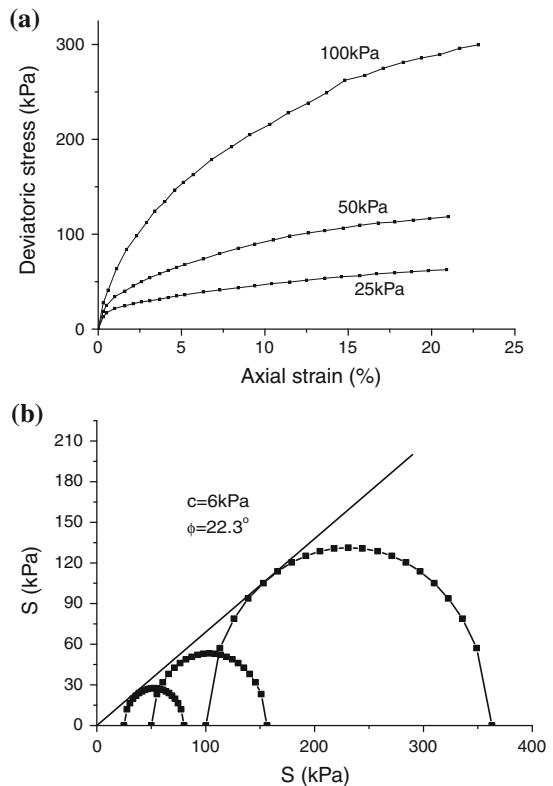 (a)
300
200
100
0
Deviatoric stress (kPa)
100kPa
50kPa
25kPa
0
5
10
15
20
25
Axial strain (%)
(b)
210
180
150
120
90
60
30
0
S (kPa)
c=6kPa
ϕ=22.3°
0
100
200
300
400
S (kPa)